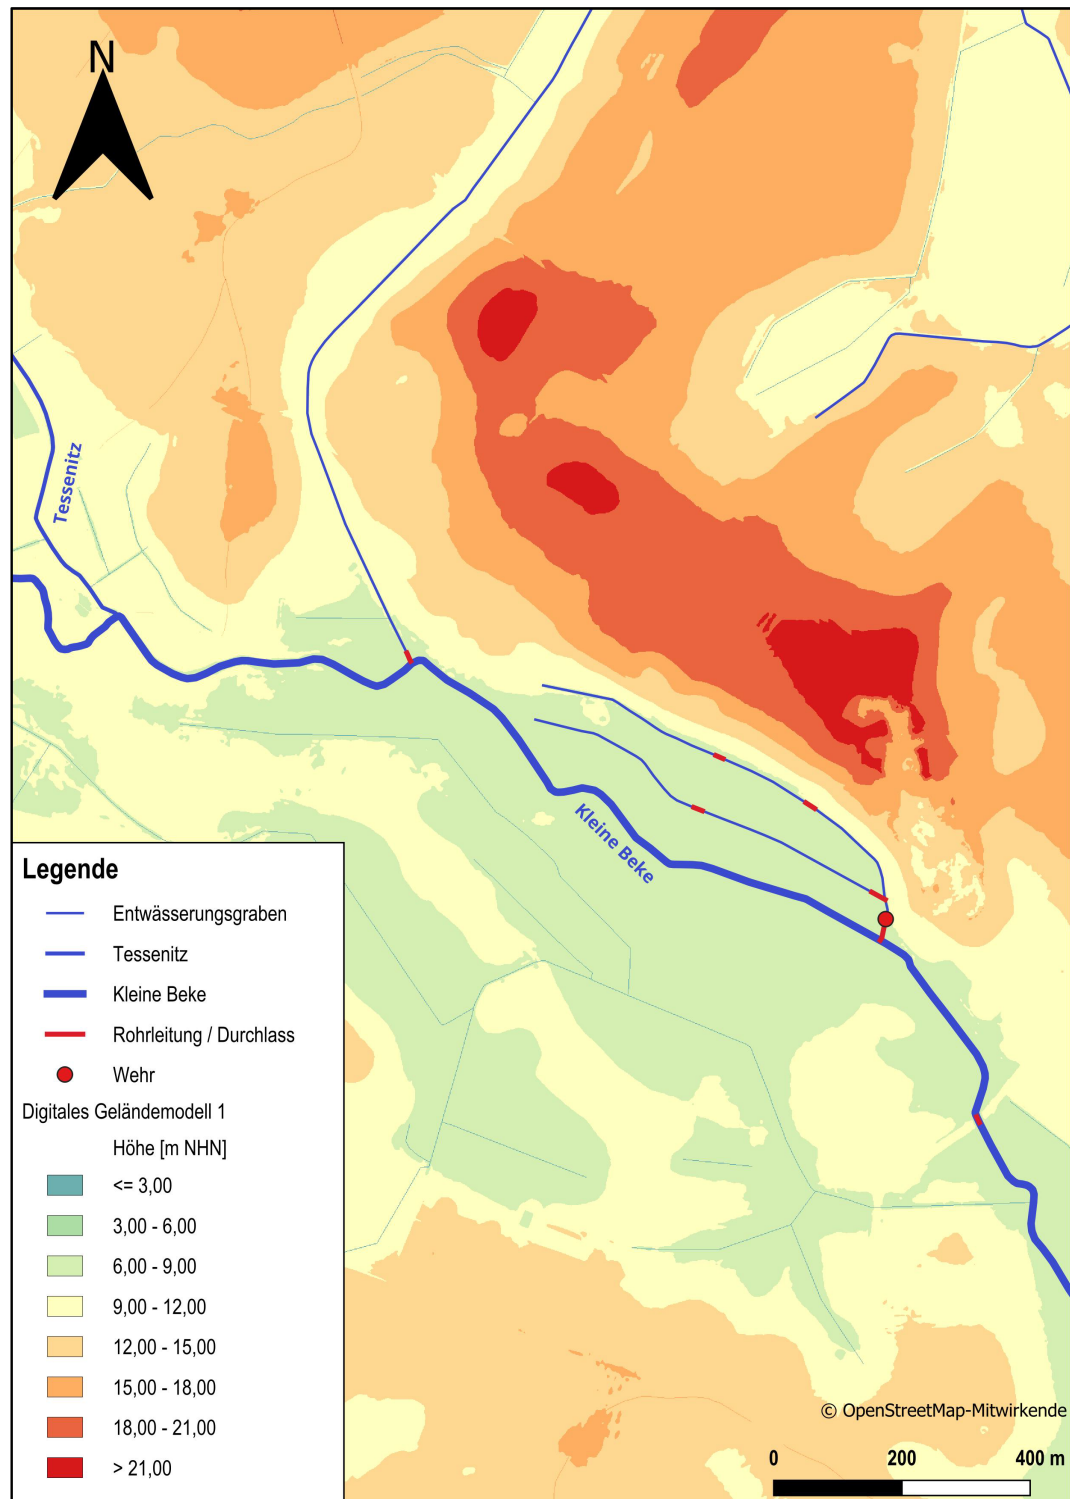 N
Tessenitz
Kleine Beke
Legende
Entwässerungsgraben
Tessenitz
Kleine Beke
Rohrleitung / Durchlass
Wehr
Digitales Geländemodell 1
Höhe [m NHN]
<= 3,00
3,00 - 6,00
6,00 - 9,00
9,00 - 12,00
12,00 - 15,00
15,00 - 18,00
18,00 - 21,00
> 21,00
© OpenStreetMap-Mitwirkende
0 200 400 m